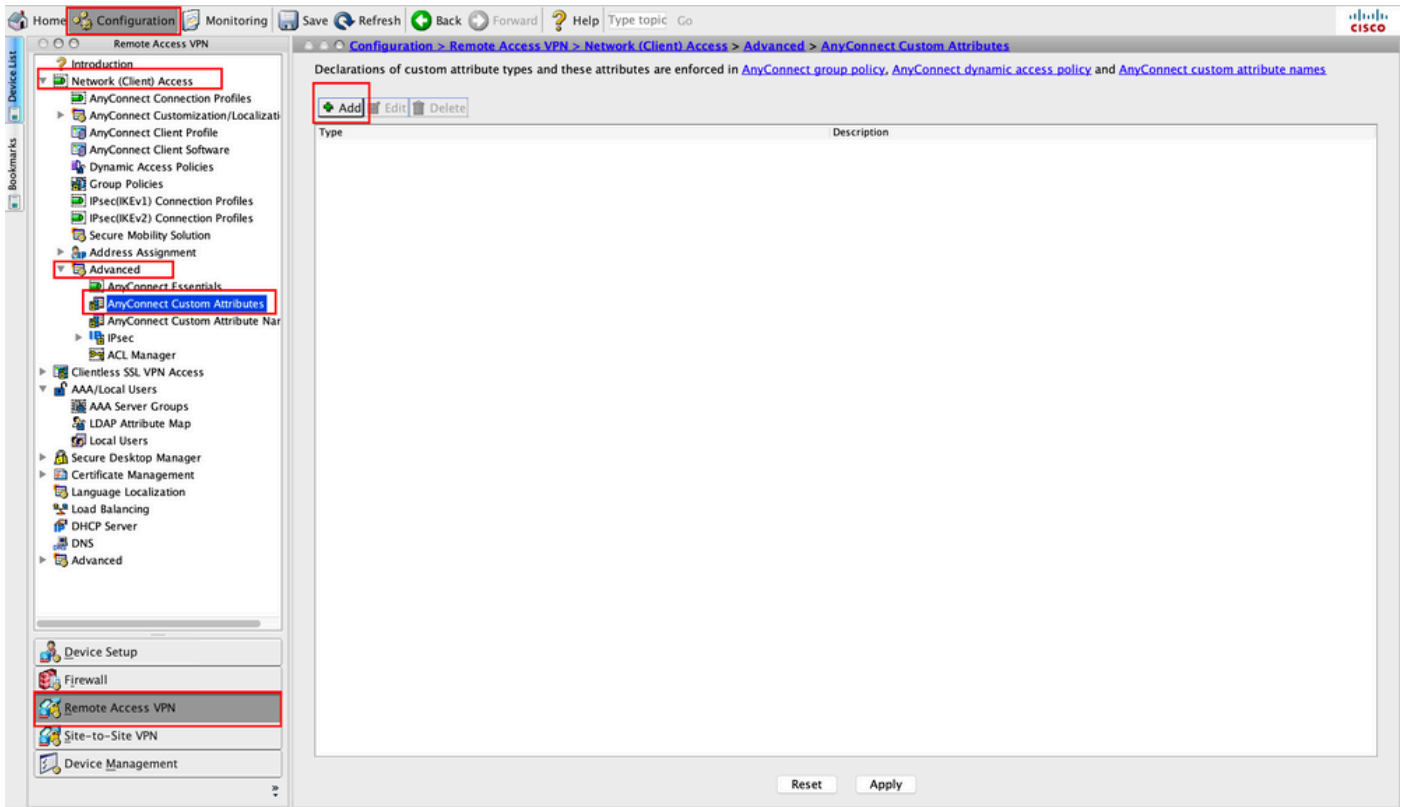 Home Configuration Monitoring Save Refresh Back Forward Help Type topic Go
cisco
Device List
Bookmarks
Remote Access VPN
Introduction
Network (Client) Access
AnyConnect Connection Profiles
AnyConnect Customization/Localizati
AnyConnect Client Profile
AnyConnect Client Software
Dynamic Access Policies
Group Policies
IPsec(IKEv1) Connection Profiles
IPsec(IKEv2) Connection Profiles
Secure Mobility Solution
Address Assignment
Advanced
AnyConnect Essentials
AnyConnect Custom Attributes
AnyConnect Custom Attribute Nar
IPsec
ACL Manager
Clientless SSL VPN Access
AAA/Local Users
AAA Server Groups
LDAP Attribute Map
Local Users
Secure Desktop Manager
Certificate Management
Language Localization
Load Balancing
DHCP Server
DNS
Advanced
Device Setup
Firewall
Remote Access VPN
Site-to-Site VPN
Device Management
Configuration > Remote Access VPN > Network (Client) Access > Advanced > AnyConnect Custom Attributes
Declarations of custom attribute types and these attributes are enforced in AnyConnect group policy, AnyConnect dynamic access policy and AnyConnect custom attribute names
Add Edit Delete
Type Description
Reset Apply